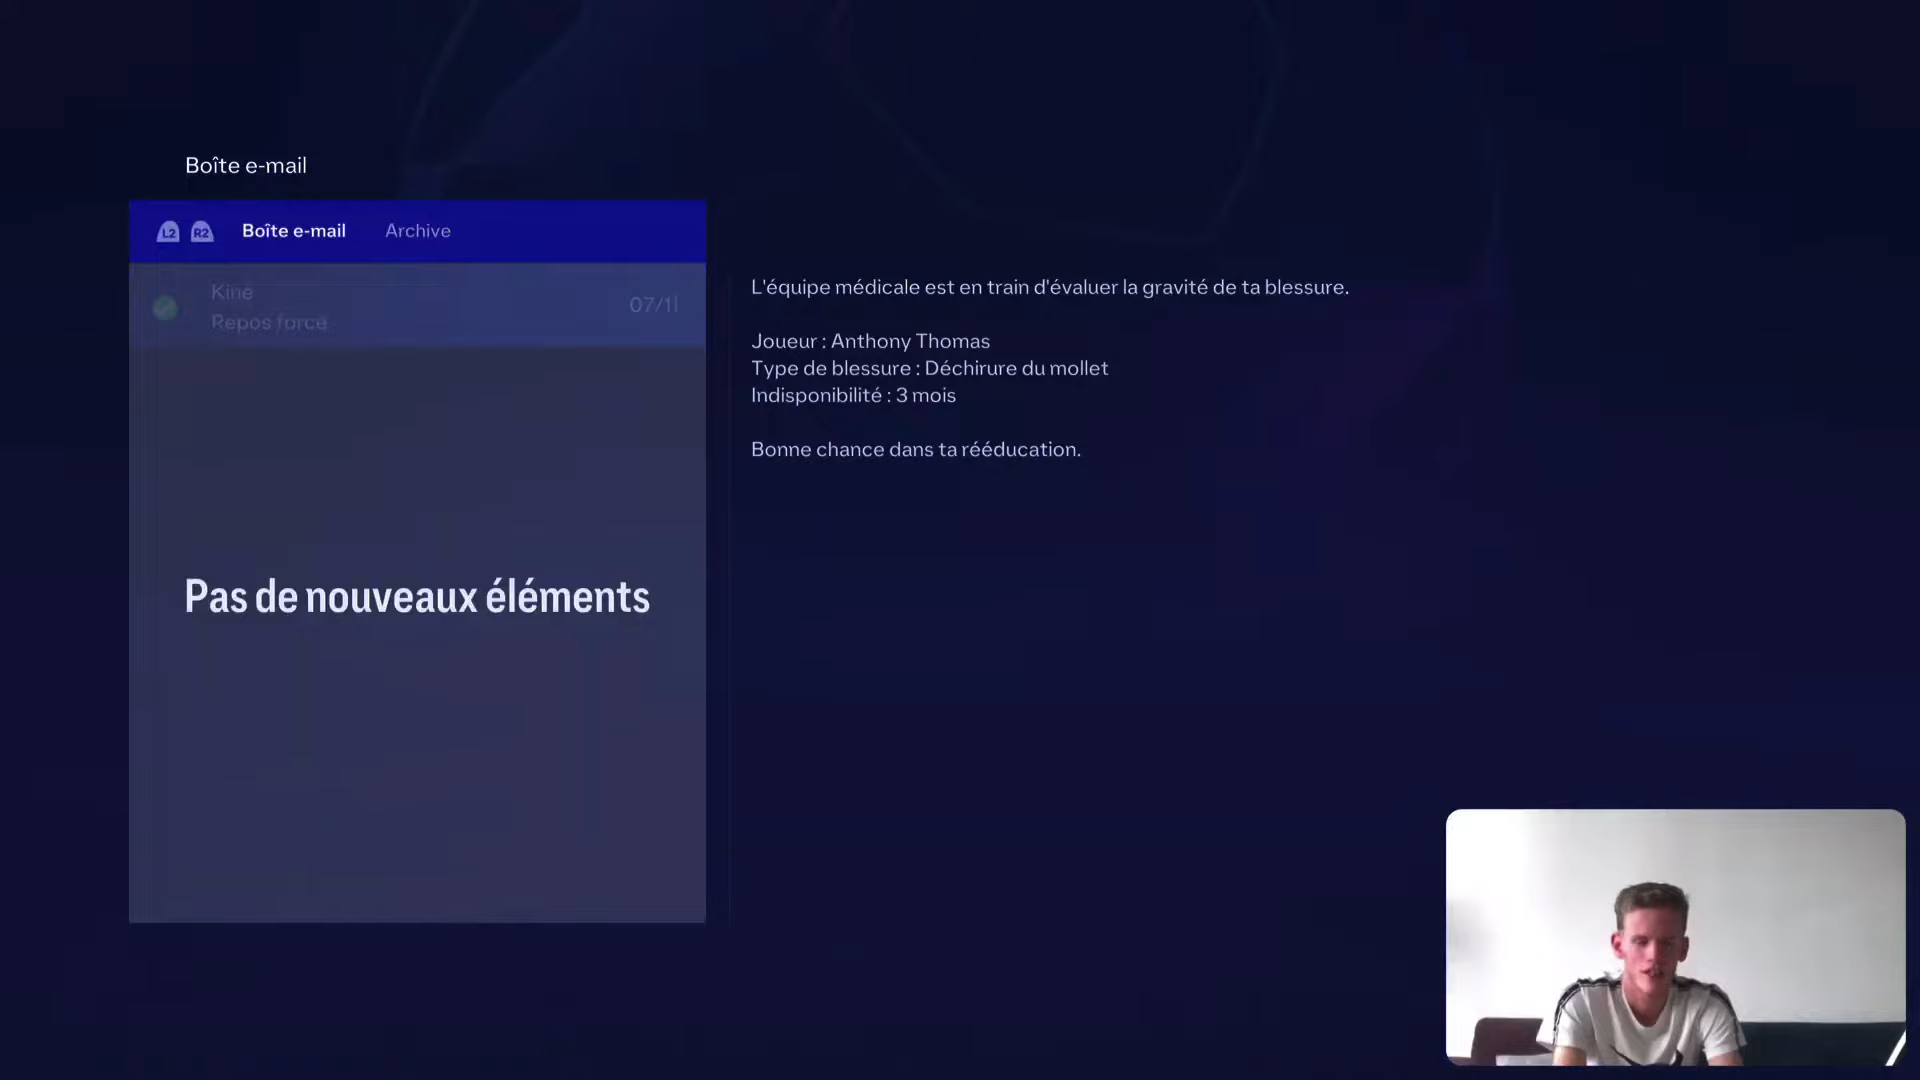 Boîte e-mail
L2 R2 Boîte e-mail Archive
Kiné
Repos forcé
07/11
L'équipe médicale est en train d'évaluer la gravité de ta blessure.
Joueur : Anthony Thomas
Type de blessure : Déchirure du mollet
Indisponibilité : 3 mois
Bonne chance dans ta rééducation.
Pas de nouveaux éléments